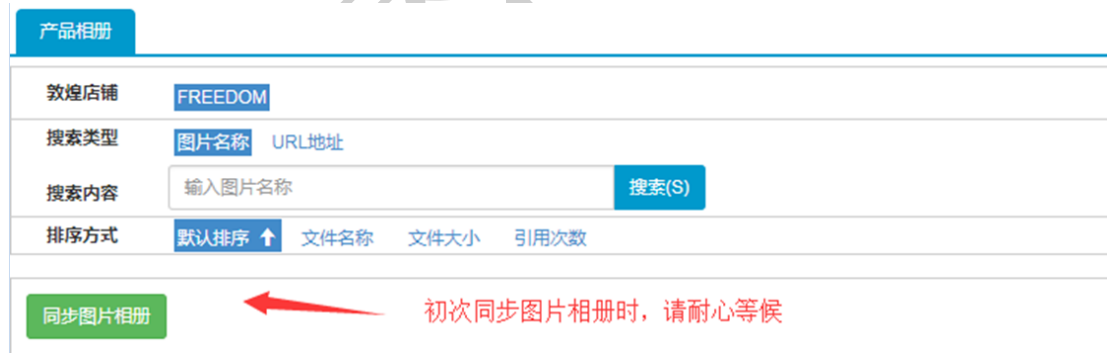 产品相册
敦煌店铺 FREEDOM
搜索类型 图片名称 URL地址
搜索内容 输入图片名称 搜索(S)
排序方式 默认排序 文件名称 文件大小 引用次数
同步图片相册 初次同步图片相册时，请耐心等候